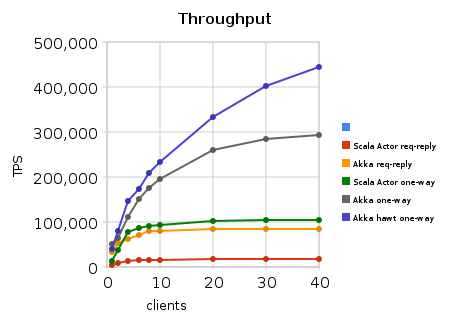 Throughput
500,000
400,000
300,000
200,000
100,000
0
TPS
0 10 20 30 40
clients
Scala Actor req-reply
Akka req-reply
Scala Actor one-way
Akka one-way
Akka hawt one-way